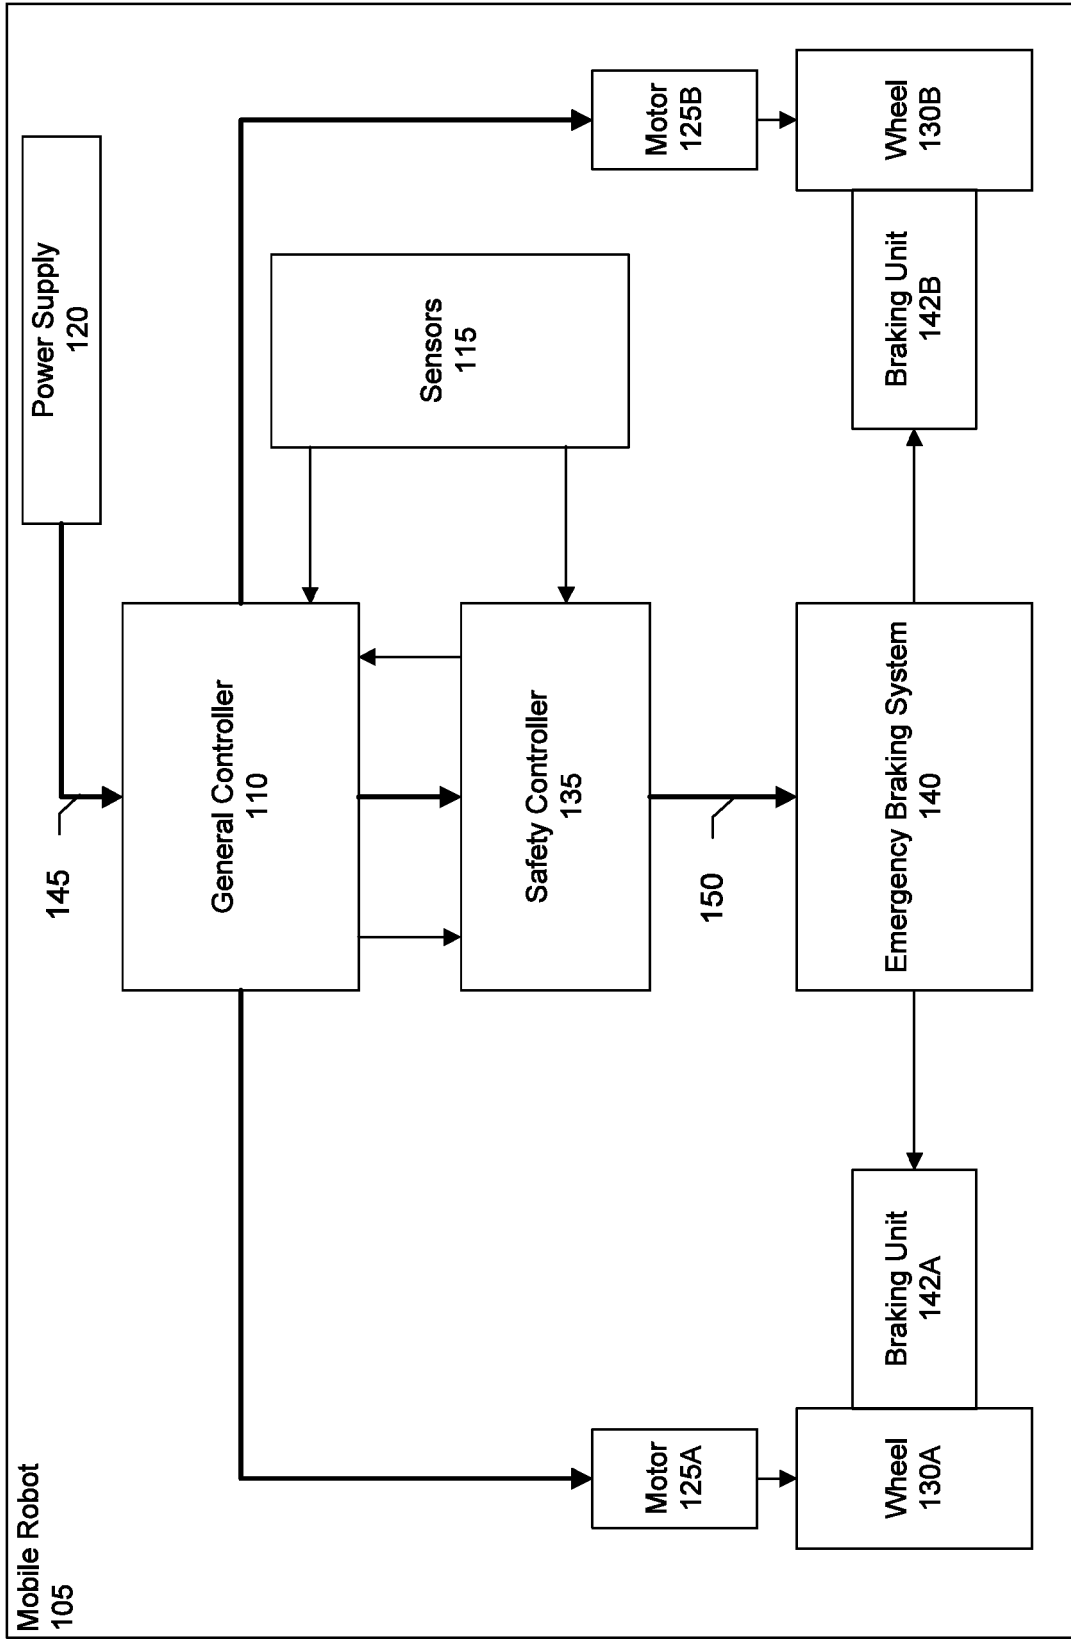 Mobile Robot
105
Power Supply
120
145
General Controller
110
Sensors
115
Safety Controller
135
Motor
125A
Motor
125B
150
Wheel
130A
Braking Unit
142A
Emergency Braking System
140
Braking Unit
142B
Wheel
130B